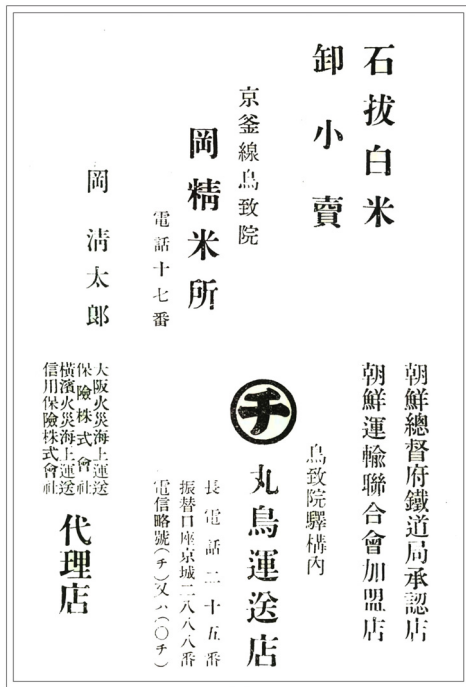 石拔白米
卸小賣
京釜線鳥致院
岡精米所
電話十七番
岡淸太郎
朝鮮總督府鐵道局承認店
朝鮮運輸聯合會加盟店
鳥致院驛構內
チ
丸鳥運送店
長電話二十五番
振替口座京城二八八八番
電信略號(チ)又ハ(〇チ)
大阪火災海上運送
保險株式會社
橫濱火災海上運送
信用保險株式會社
代理店